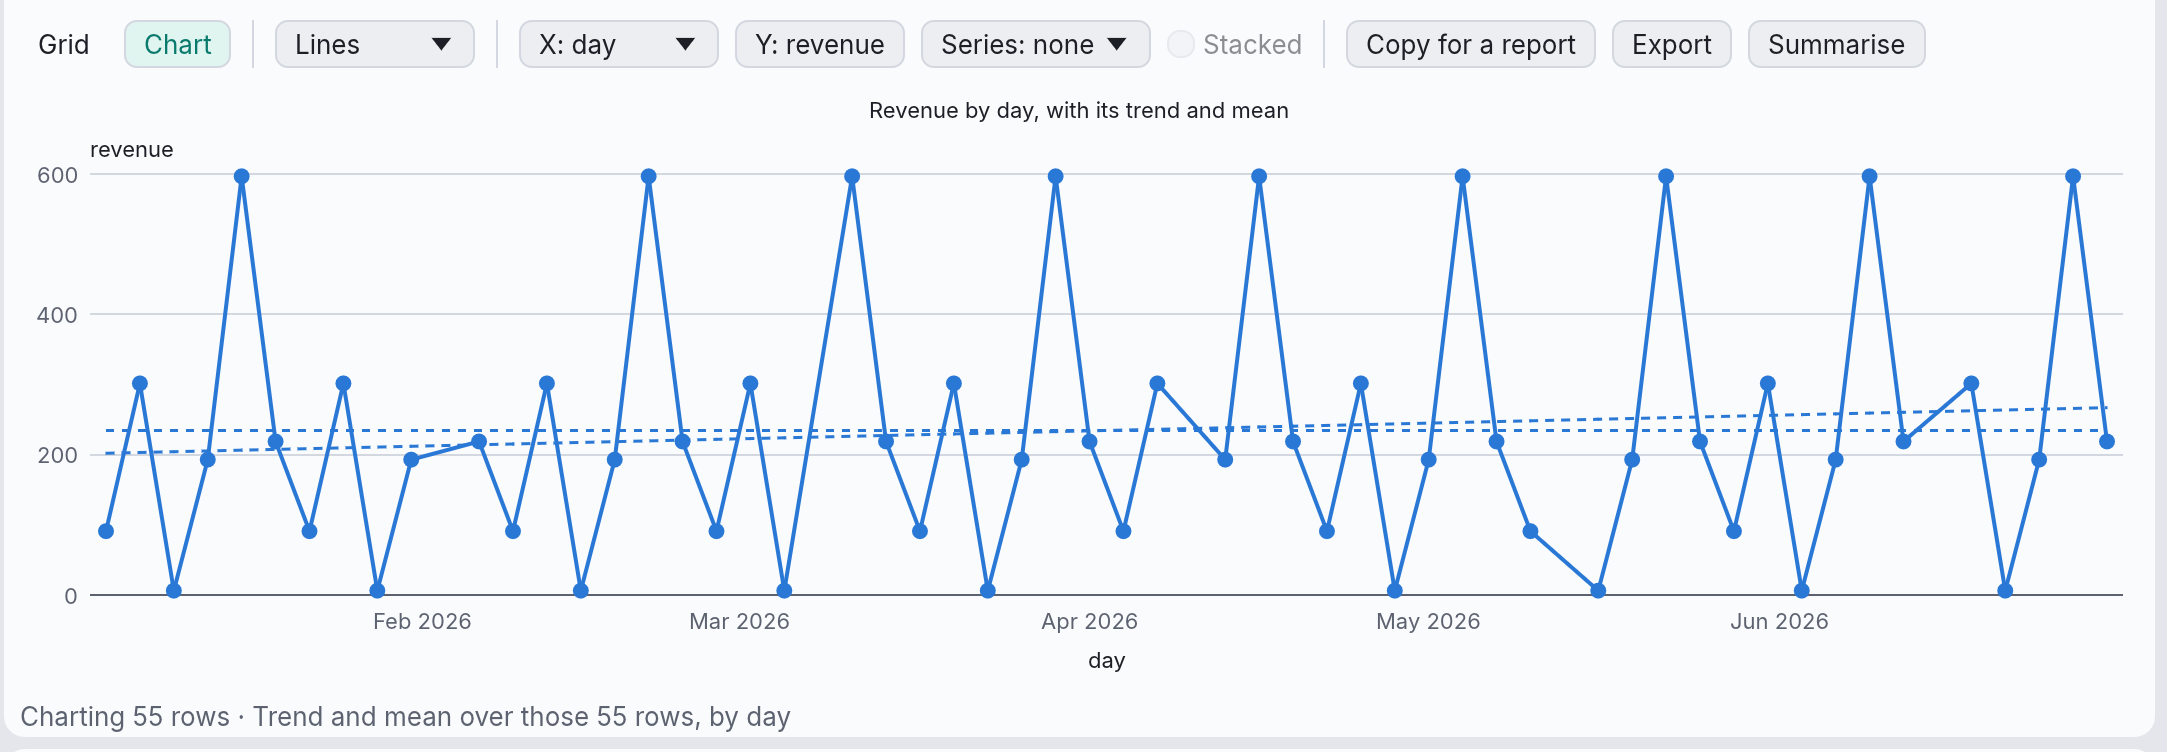 Grid Chart Lines X: day Y: revenue Series: none Stacked Copy for a report Export Summarise
Revenue by day, with its trend and mean
revenue
600
400
200
0
Feb 2026 Mar 2026 Apr 2026 May 2026 Jun 2026
day
Charting 55 rows · Trend and mean over those 55 rows, by day